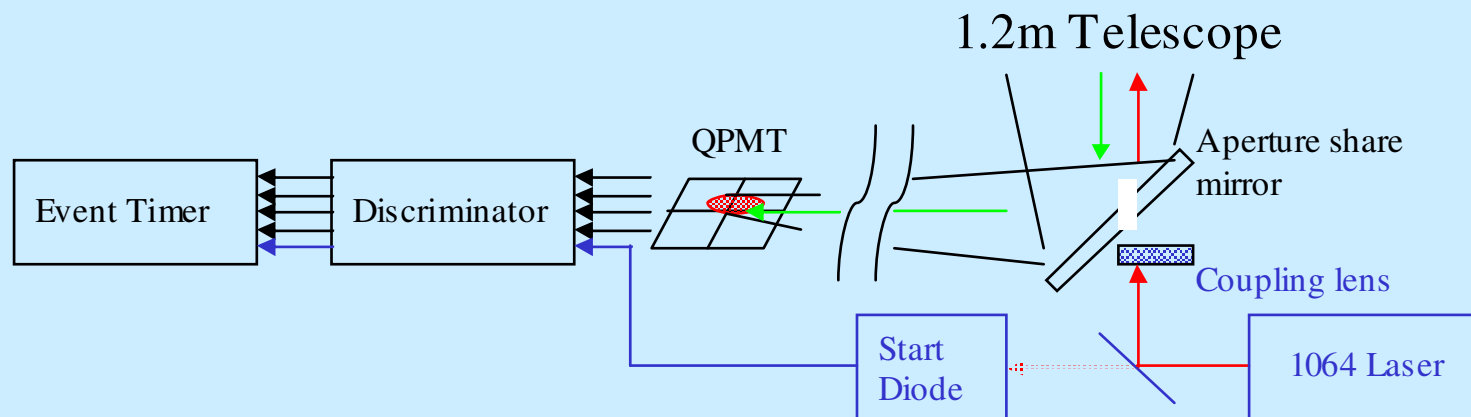 1.2m Telescope
QPMT
Aperture share
mirror
Event Timer
Discriminator
Coupling lens
Start
Diode
1064 Laser